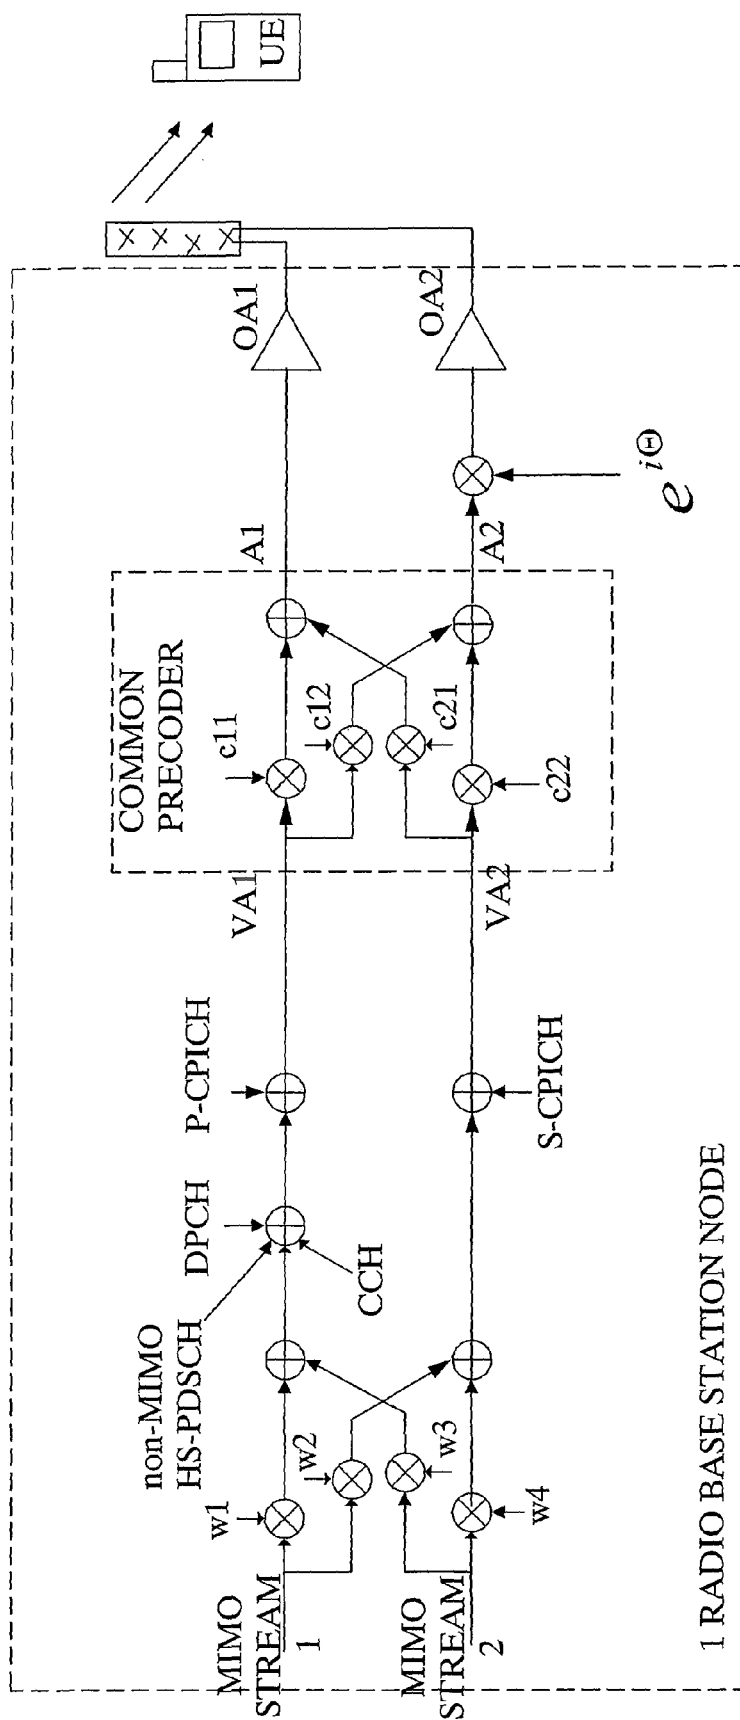 MIMO
STREAM
1
MIMO
STREAM
2
w1
w2
w3
w4
non-MIMO
HS-PDSCH
DPCH
CCH
P-CPICH
S-CPICH
VA1
VA2
COMMON
PRECODER
c11
c12
c21
c22
A1
A2
e^{iΘ}
OA1
OA2
UE
1 RADIO BASE STATION NODE